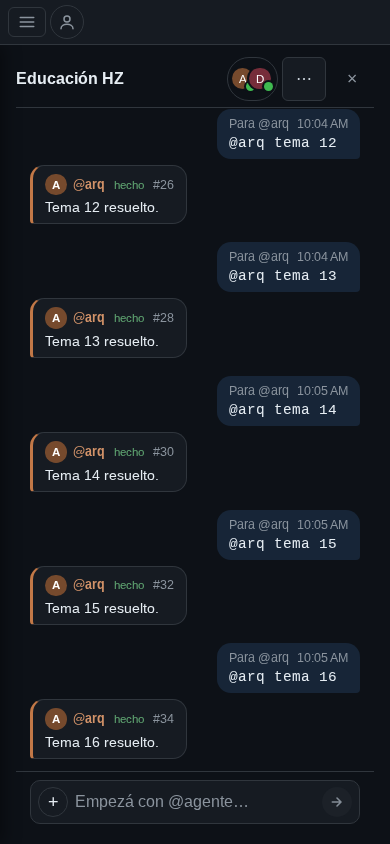 Educación HZ
A
D
...
×
Para @arq 10:04 AM
@arq tema 12
A @arq hecho #26
Tema 12 resuelto.
Para @arq 10:04 AM
@arq tema 13
A @arq hecho #28
Tema 13 resuelto.
Para @arq 10:05 AM
@arq tema 14
A @arq hecho #30
Tema 14 resuelto.
Para @arq 10:05 AM
@arq tema 15
A @arq hecho #32
Tema 15 resuelto.
Para @arq 10:05 AM
@arq tema 16
A @arq hecho #34
Tema 16 resuelto.
+ Empezá con @agente…